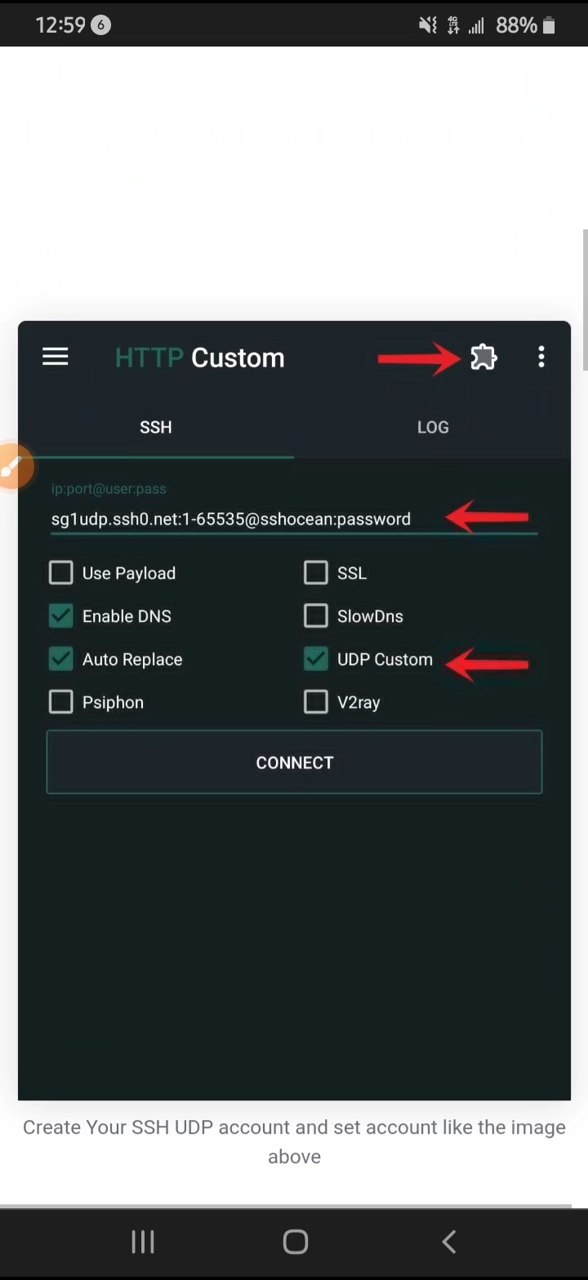 12:59 6 88%
HTTP Custom
SSH LOG
ip:port@user:pass
sg1udp.ssh0.net:1-65535@sshocean:password
Use Payload SSL
Enable DNS SlowDns
Auto Replace UDP Custom
Psiphon V2ray
CONNECT
Create Your SSH UDP account and set account like the image
above